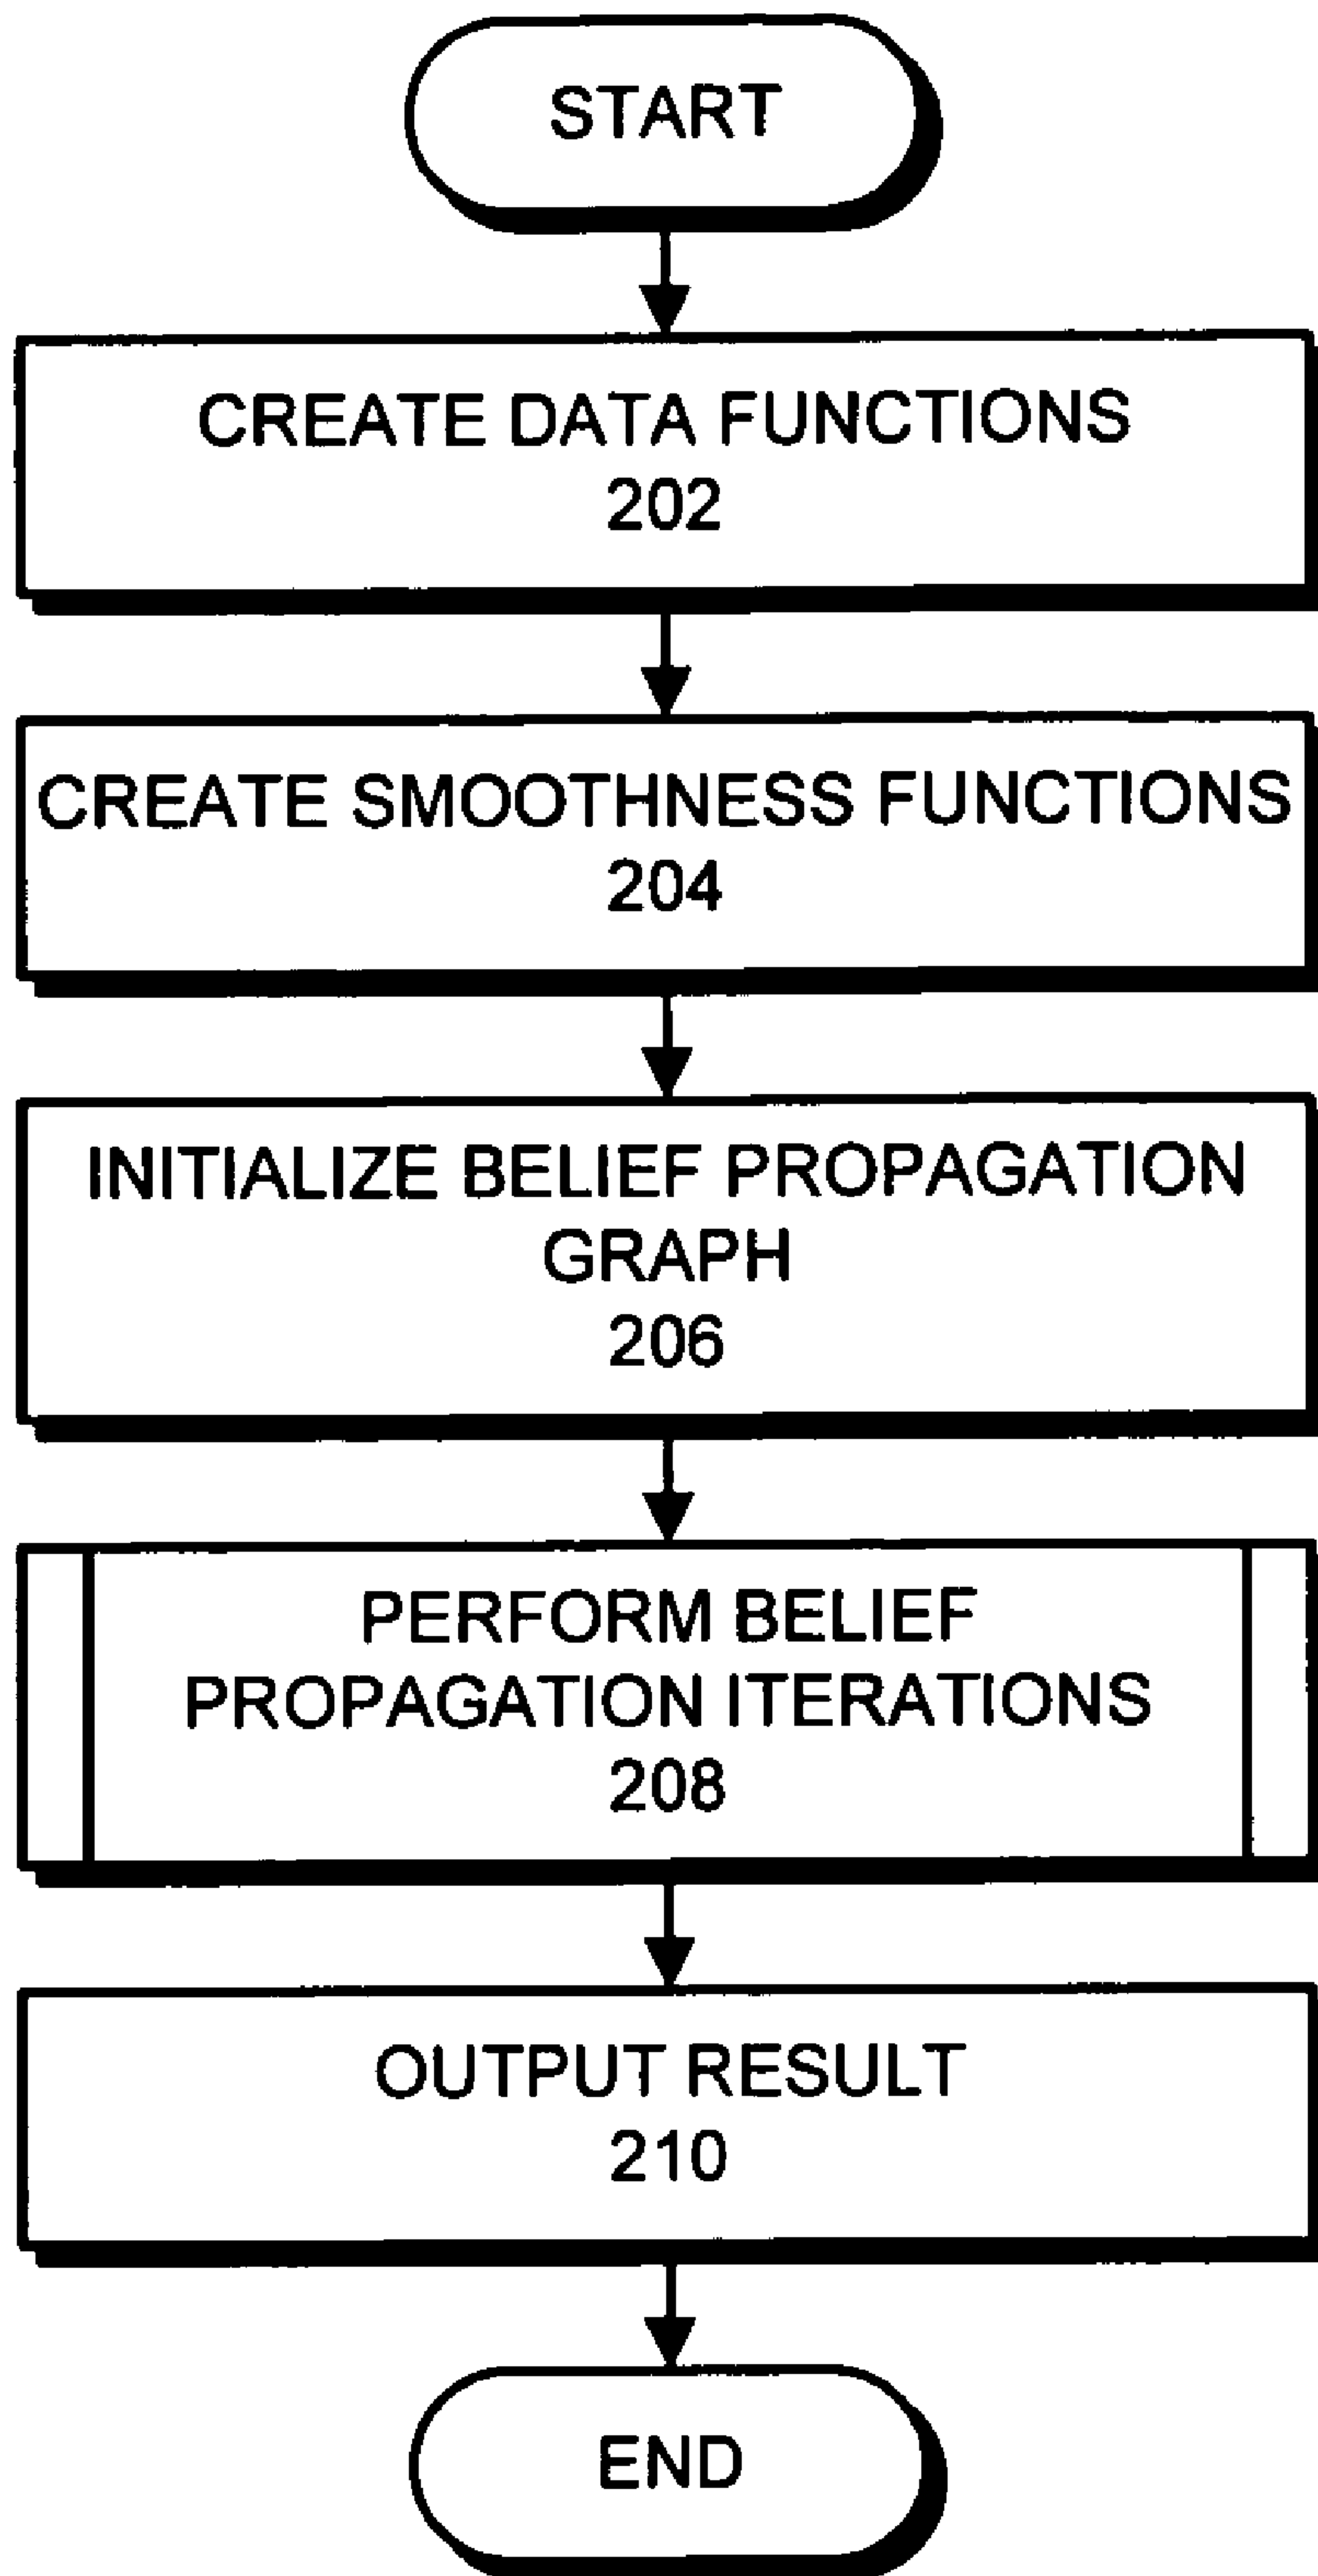 START
CREATE DATA FUNCTIONS
202
CREATE SMOOTHNESS FUNCTIONS
204
INITIALIZE BELIEF PROPAGATION
GRAPH
206
PERFORM BELIEF
PROPAGATION ITERATIONS
208
OUTPUT RESULT
210
END